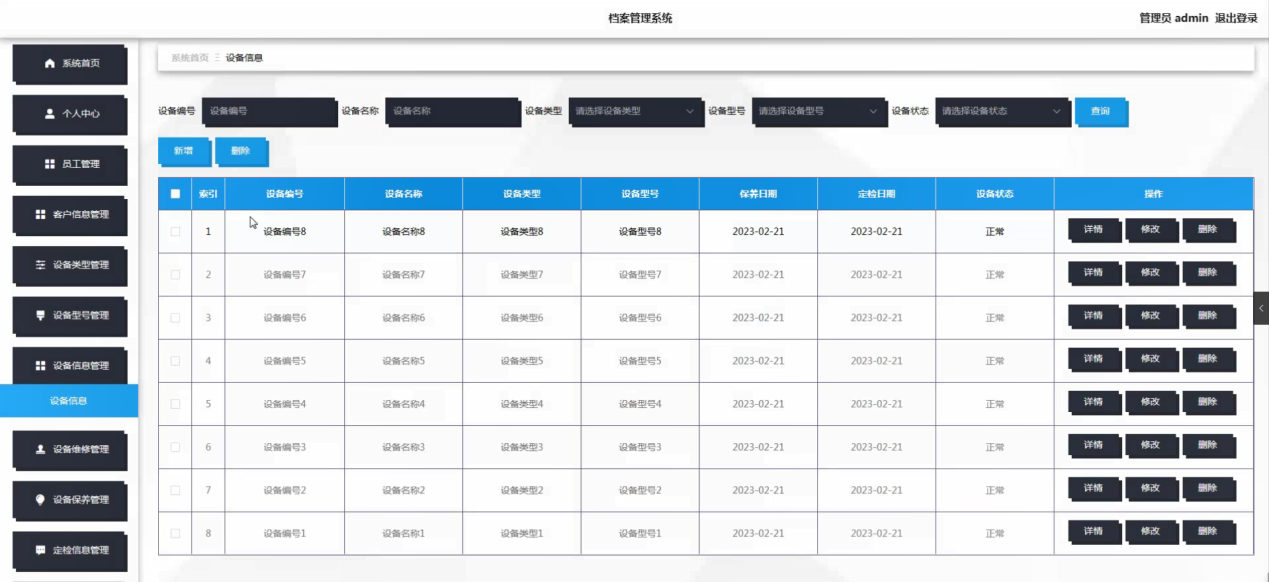 档案管理系统
管理员 admin 退出登录
系统首页
个人中心
员工管理
客户信息管理
设备类型管理
设备型号管理
设备信息管理
设备信息
设备维修管理
设备保养管理
定检信息管理
系统首页 设备信息
设备编号 设备编号 设备名称 设备名称 设备类型 请选择设备类型 设备型号 请选择设备型号 设备状态 请选择设备状态 查询
新增 删除
索引 设备编号 设备名称 设备类型 设备型号 保养日期 定检日期 设备状态 操作
1 设备编号8 设备名称8 设备类型8 设备型号8 2023-02-21 2023-02-21 正常 详情 修改 删除
2 设备编号7 设备名称7 设备类型7 设备型号7 2023-02-21 2023-02-21 正常 详情 修改 删除
3 设备编号6 设备名称6 设备类型6 设备型号6 2023-02-21 2023-02-21 正常 详情 修改 删除
4 设备编号5 设备名称5 设备类型5 设备型号5 2023-02-21 2023-02-21 正常 详情 修改 删除
5 设备编号4 设备名称4 设备类型4 设备型号4 2023-02-21 2023-02-21 正常 详情 修改 删除
6 设备编号3 设备名称3 设备类型3 设备型号3 2023-02-21 2023-02-21 正常 详情 修改 删除
7 设备编号2 设备名称2 设备类型2 设备型号2 2023-02-21 2023-02-21 正常 详情 修改 删除
8 设备编号1 设备名称1 设备类型1 设备型号1 2023-02-21 2023-02-21 正常 详情 修改 删除